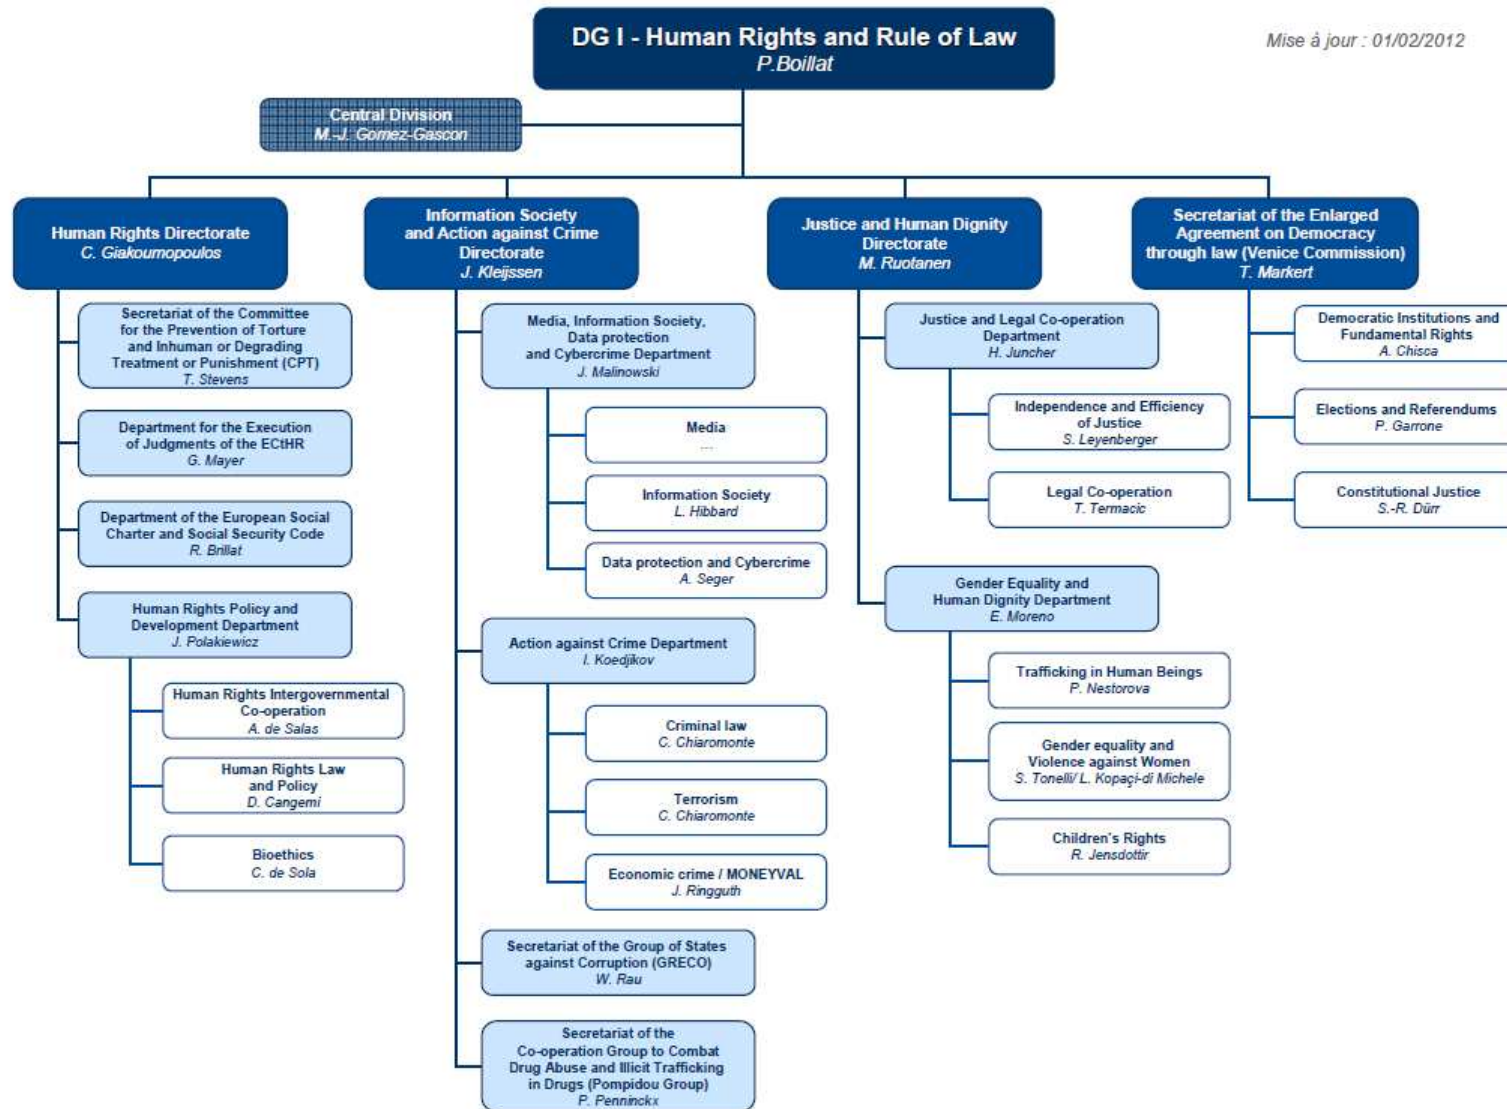 DG I - Human Rights and Rule of Law
P.Boillat
Mise à jour : 01/02/2012
Central Division
M.-J. Gomez-Gascon
Human Rights Directorate
C. Giakoumopoulos
Secretariat of the Committee
for the Prevention of Torture
and Inhuman or Degrading
Treatment or Punishment (CPT)
T. Stevens
Department for the Execution
of Judgments of the ECtHR
G. Mayer
Department of the European Social
Charter and Social Security Code
R. Brillat
Human Rights Policy and
Development Department
J. Polakiewicz
Human Rights Intergovernmental
Co-operation
A. de Salas
Human Rights Law
and Policy
D. Cangemi
Bioethics
C. de Sola
Information Society
and Action against Crime
Directorate
J. Kleijssen
Media, Information Society,
Data protection
and Cybercrime Department
J. Malinowski
Media
...
Information Society
L. Hibbard
Data protection and Cybercrime
A. Seger
Action against Crime Department
I. Koedjikov
Criminal law
C. Chiaromonte
Terrorism
C. Chiaromonte
Economic crime / MONEYVAL
J. Ringguth
Secretariat of the Group of States
against Corruption (GRECO)
W. Rau
Secretariat of the
Co-operation Group to Combat
Drug Abuse and Illicit Trafficking
in Drugs (Pompidou Group)
P. Penninckx
Justice and Human Dignity
Directorate
M. Ruotanen
Justice and Legal Co-operation
Department
H. Juncher
Independence and Efficiency
of Justice
S. Leyenberger
Legal Co-operation
T. Termacic
Gender Equality and
Human Dignity Department
E. Moreno
Trafficking in Human Beings
P. Nestorova
Gender equality and
Violence against Women
S. Tonelli/ L. Kopaçi-di Michele
Children's Rights
R. Jensdottir
Secretariat of the Enlarged
Agreement on Democracy
through law (Venice Commission)
T. Markert
Democratic Institutions and
Fundamental Rights
A. Chisca
Elections and Referendums
P. Garrone
Constitutional Justice
S.-R. Dürr